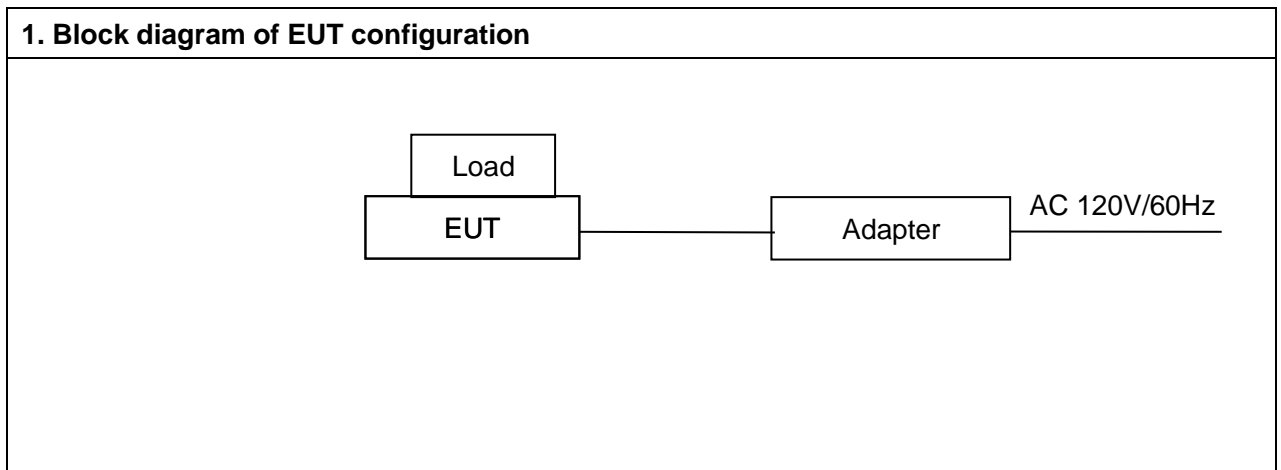 1. Block diagram of EUT configuration
Load
EUT
Adapter
AC 120V/60Hz